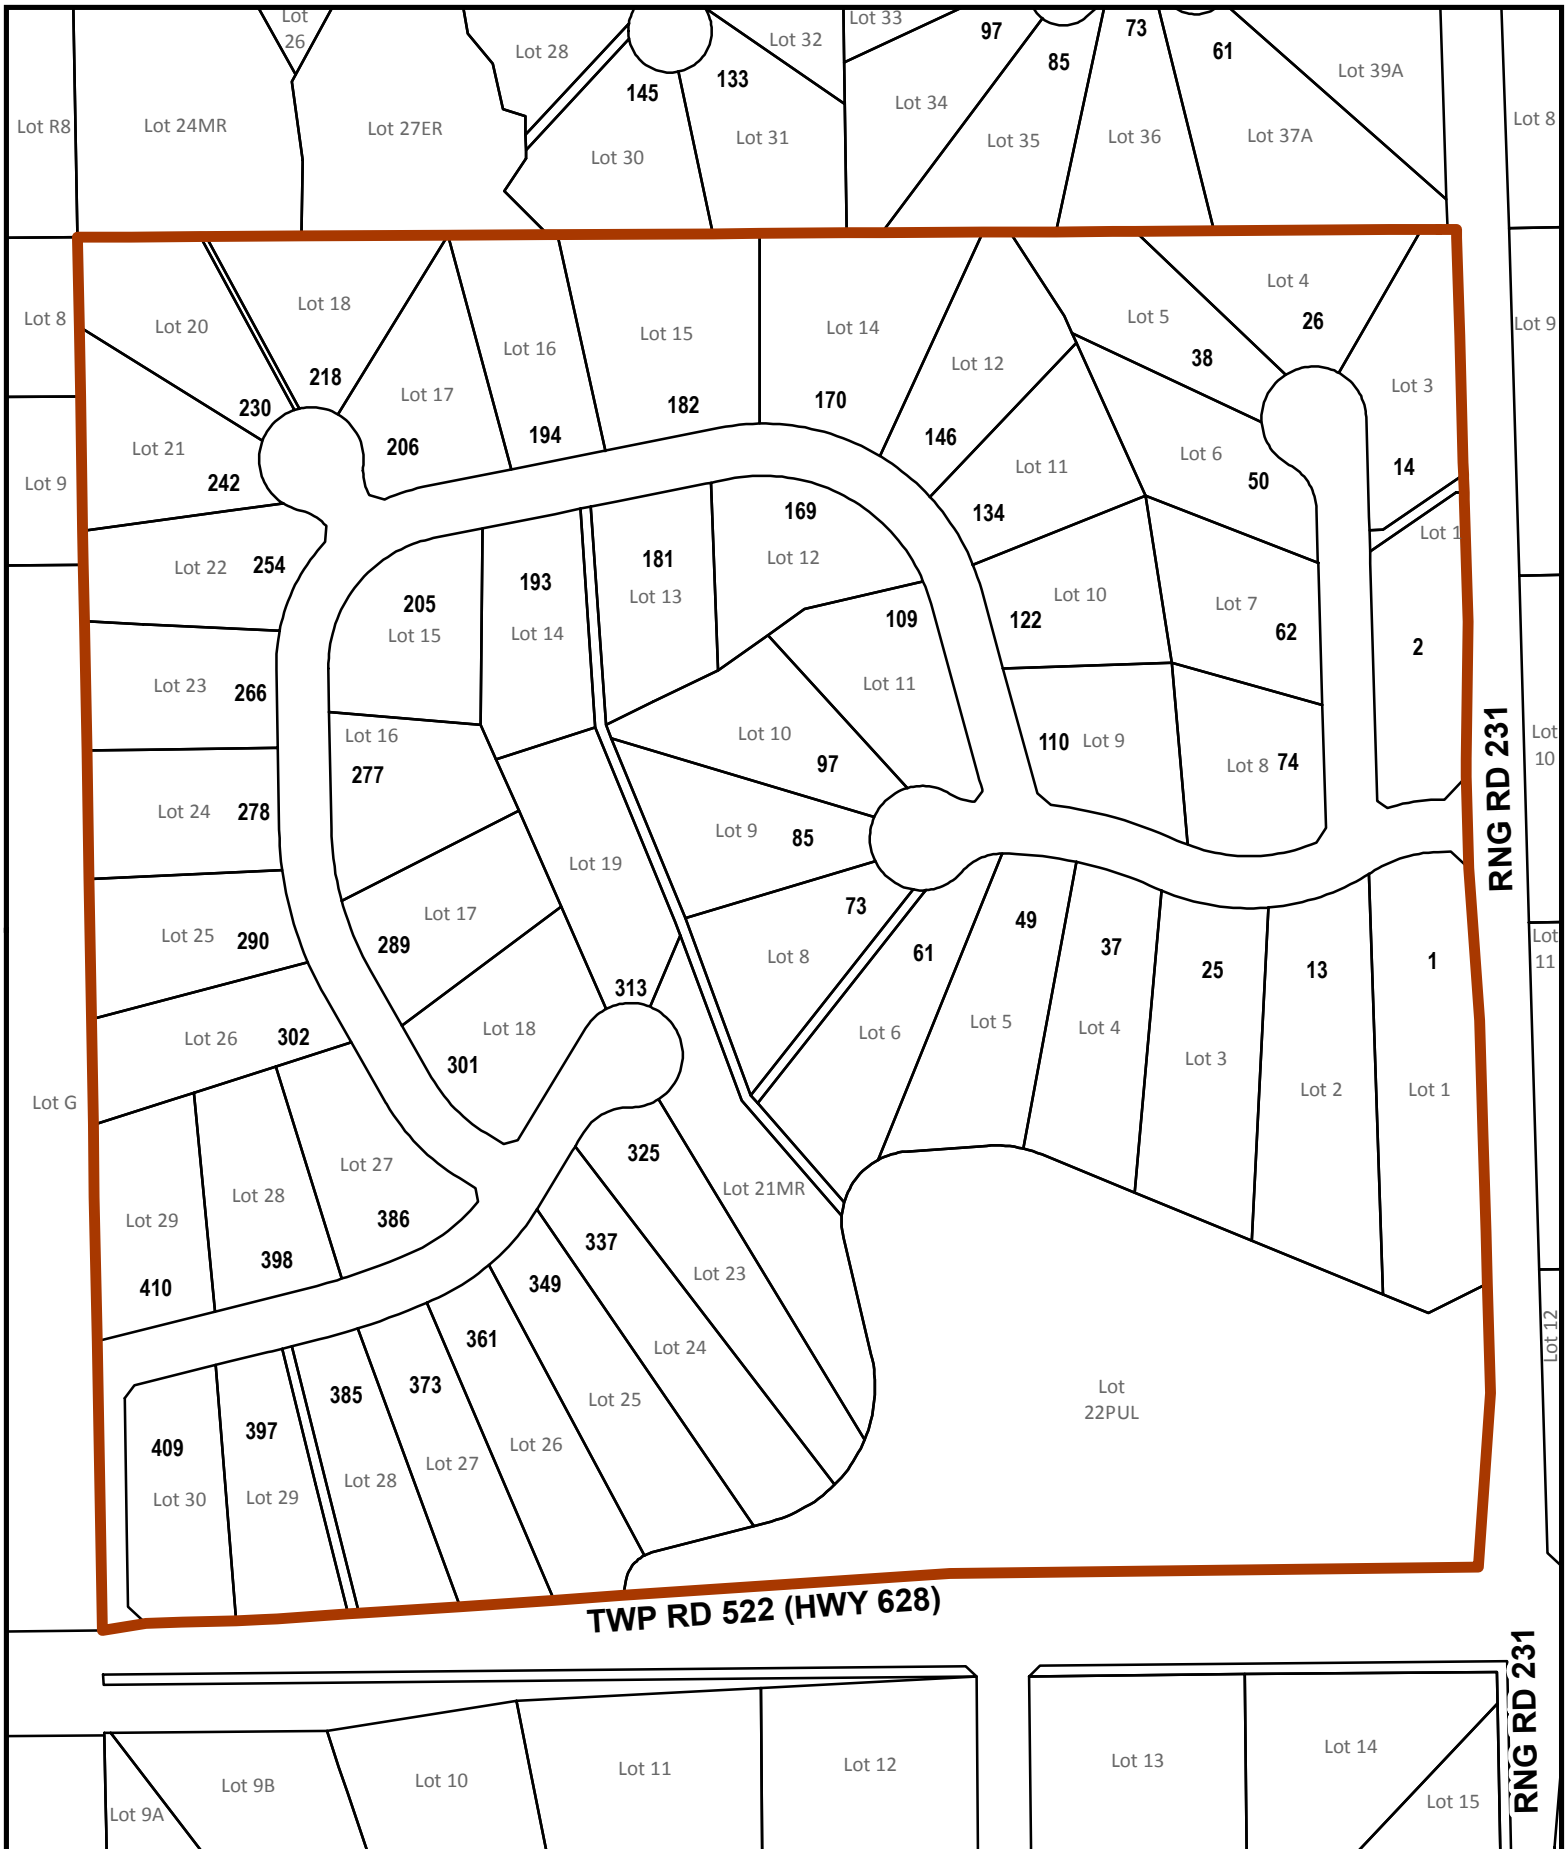 Lot
26
Lot 28
Lot 32
Lot 33
97
73
61
85
Lot 39A
145
133
Lot R8
Lot 24MR
Lot 27ER
Lot 30
Lot 31
Lot 34
Lot 35
Lot 36
Lot 37A
Lot 8
Lot 8
Lot 20
Lot 18
Lot 16
Lot 15
Lot 14
Lot 12
Lot 5
Lot 4
26
38
Lot 9
218
230
Lot 17
206
194
182
170
146
Lot 3
14
Lot 9
Lot 21
242
Lot 11
134
Lot 6
50
Lot 1
Lot 22
254
205
Lot 15
193
Lot 14
181
Lot 13
169
Lot 12
109
Lot 11
122
Lot 10
Lot 7
62
2
Lot 23
266
Lot 16
277
Lot 10
97
110
Lot 9
Lot 8
74
RNG RD 231
Lot
10
Lot 24
278
Lot 19
Lot 9
85
Lot 25
290
Lot 17
289
73
Lot 8
61
49
37
25
13
1
Lot
11
Lot 26
302
Lot 18
301
313
Lot 6
Lot 5
Lot 4
Lot 3
Lot 2
Lot 1
Lot G
Lot 27
386
Lot 28
398
Lot 29
410
325
Lot 21MR
337
349
Lot 23
361
Lot 24
Lot 12
385
373
Lot 25
Lot
22PUL
409
397
Lot 26
Lot 27
Lot 28
Lot 29
Lot 30
TWP RD 522 (HWY 628)
RNG RD 231
Lot 9A
Lot 9B
Lot 10
Lot 11
Lot 12
Lot 13
Lot 14
Lot 15